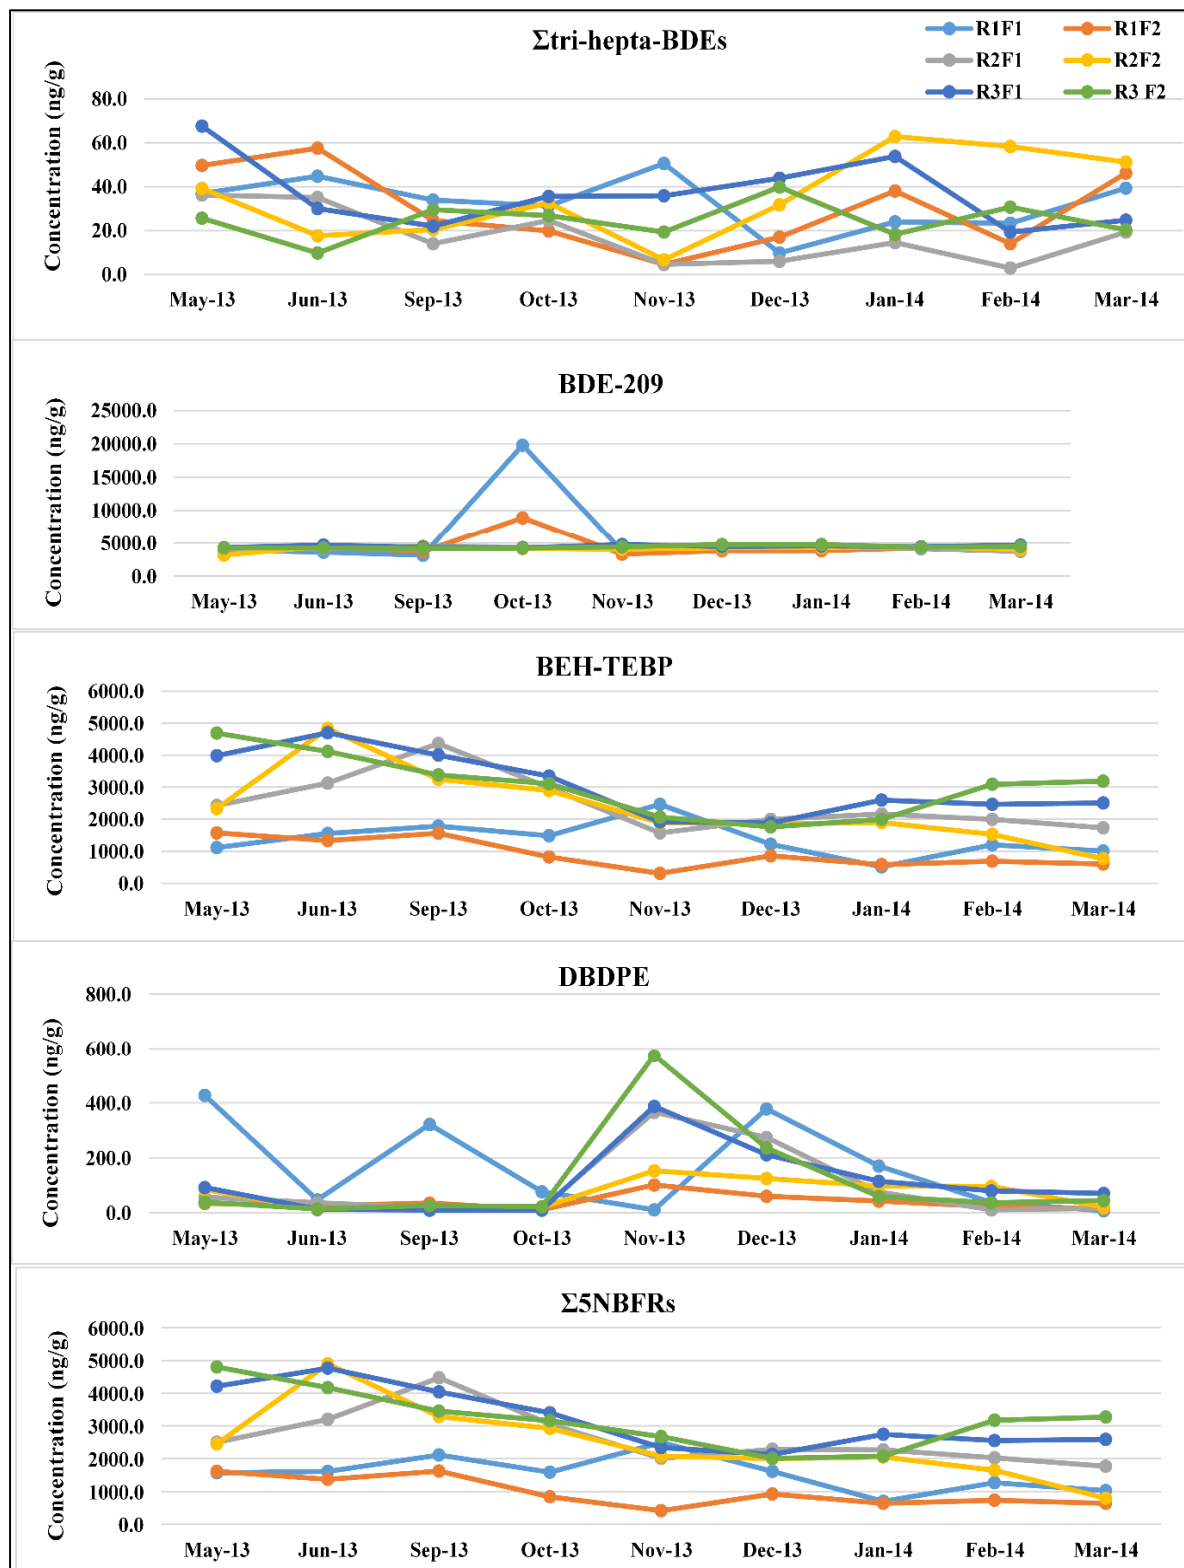 Σtri-hepta-BDEs
R1F1 R1F2
R2F1 R2F2
R3F1 R3 F2
Concentration (ng/g)
80.0
60.0
40.0
20.0
0.0
May-13 Jun-13 Sep-13 Oct-13 Nov-13 Dec-13 Jan-14 Feb-14 Mar-14
BDE-209
Concentration (ng/g)
25000.0
20000.0
15000.0
10000.0
5000.0
0.0
May-13 Jun-13 Sep-13 Oct-13 Nov-13 Dec-13 Jan-14 Feb-14 Mar-14
BEH-TEBP
Concentration (ng/g)
6000.0
5000.0
4000.0
3000.0
2000.0
1000.0
0.0
May-13 Jun-13 Sep-13 Oct-13 Nov-13 Dec-13 Jan-14 Feb-14 Mar-14
DBDPE
Concentration (ng/g)
800.0
600.0
400.0
200.0
0.0
May-13 Jun-13 Sep-13 Oct-13 Nov-13 Dec-13 Jan-14 Feb-14 Mar-14
Σ5NBFRs
Concentration (ng/g)
6000.0
5000.0
4000.0
3000.0
2000.0
1000.0
0.0
May-13 Jun-13 Sep-13 Oct-13 Nov-13 Dec-13 Jan-14 Feb-14 Mar-14